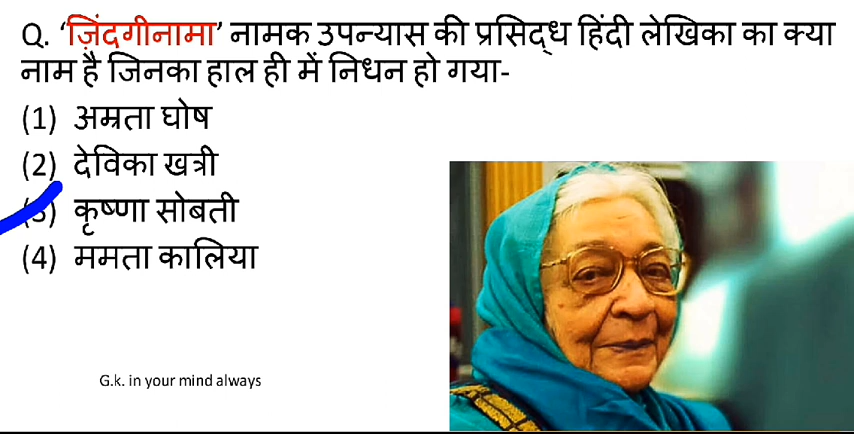 Q. ‘ज़िंदगीनामा’ नामक उपन्यास की प्रसिद्ध हिंदी लेखिका का क्या
नाम है जिनका हाल ही में निधन हो गया-
(1) अम्रता घोष
(2) देविका खत्री
(3) कृष्णा सोबती
(4) ममता कालिया
G.k. in your mind always